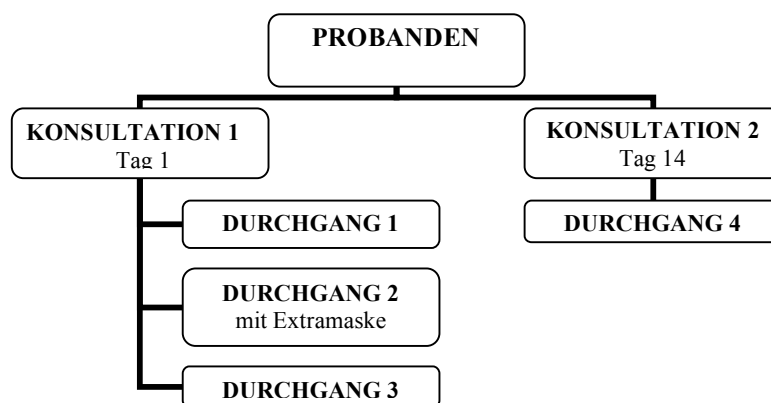 PROBANDEN
KONSULTATION 1
Tag 1
KONSULTATION 2
Tag 14
DURCHGANG 1
DURCHGANG 4
DURCHGANG 2
mit Extramaske
DURCHGANG 3